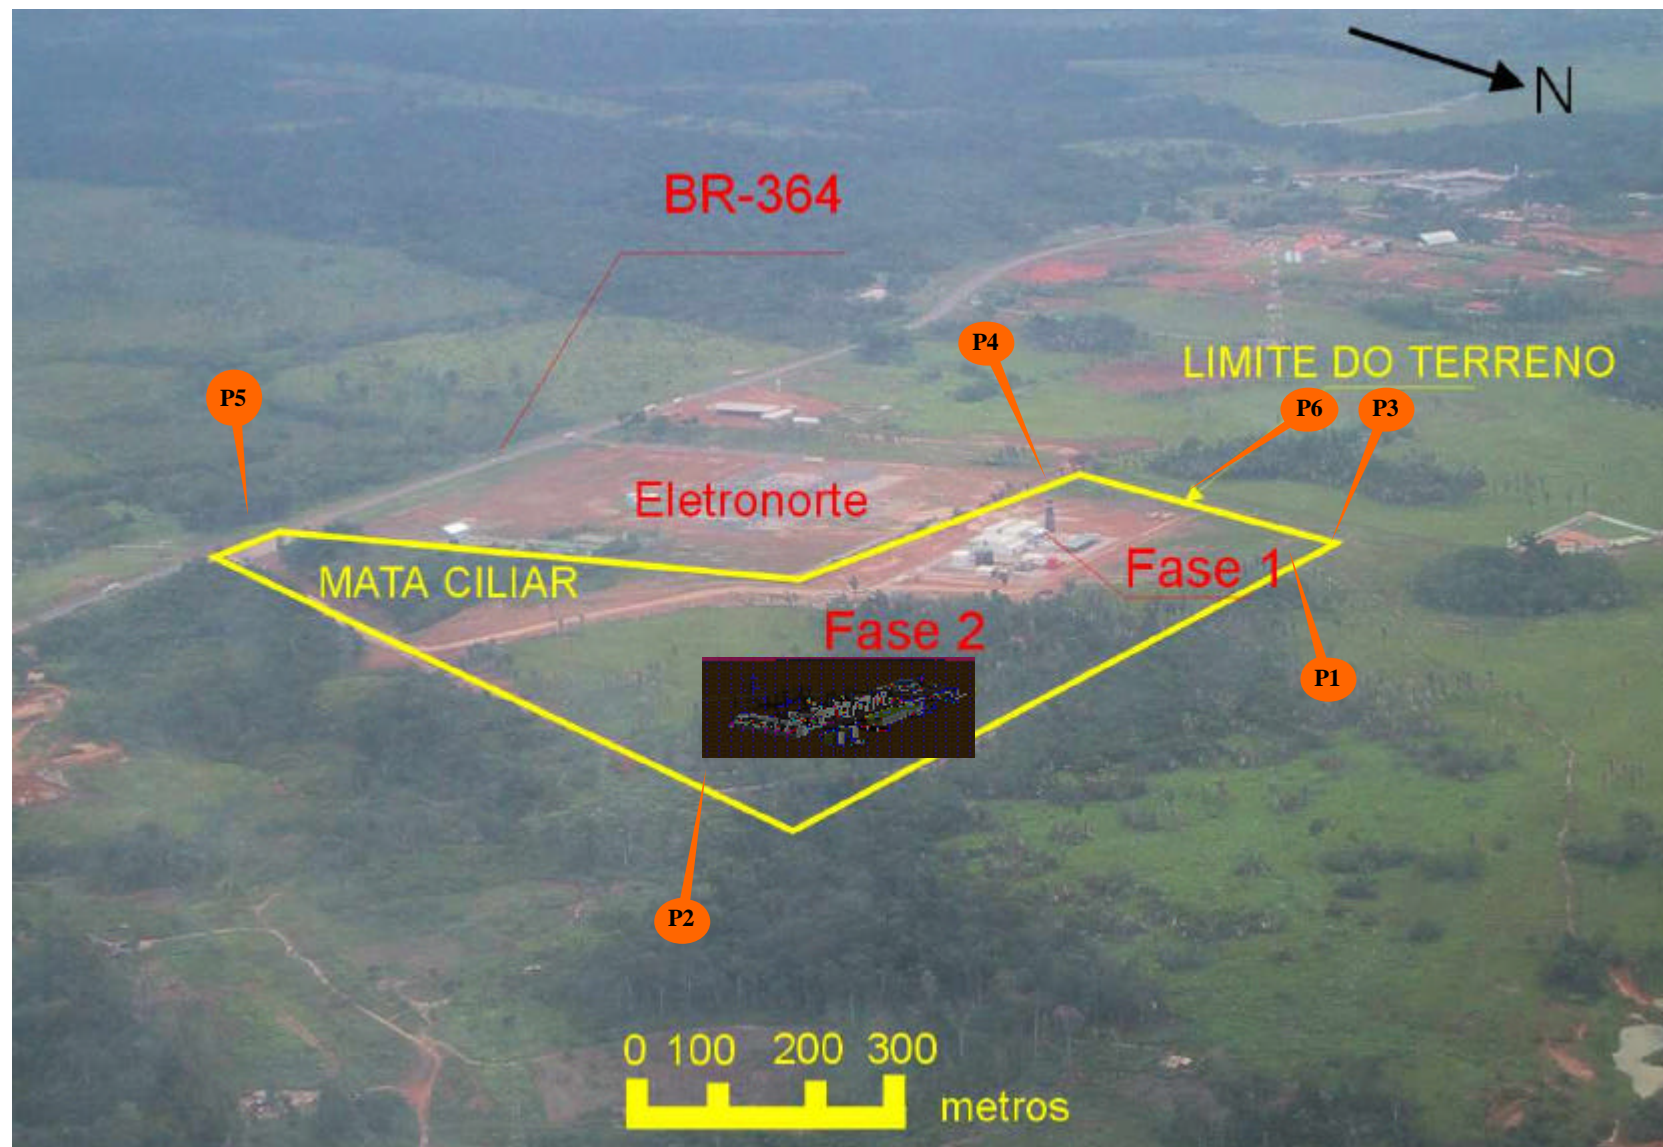 N
BR-364
P4
LIMITE DO TERRENO
P5
P6
P3
Eletronorte
MATA CILIAR
Fase 1
Fase 2
P1
P2
0 100 200 300
metros